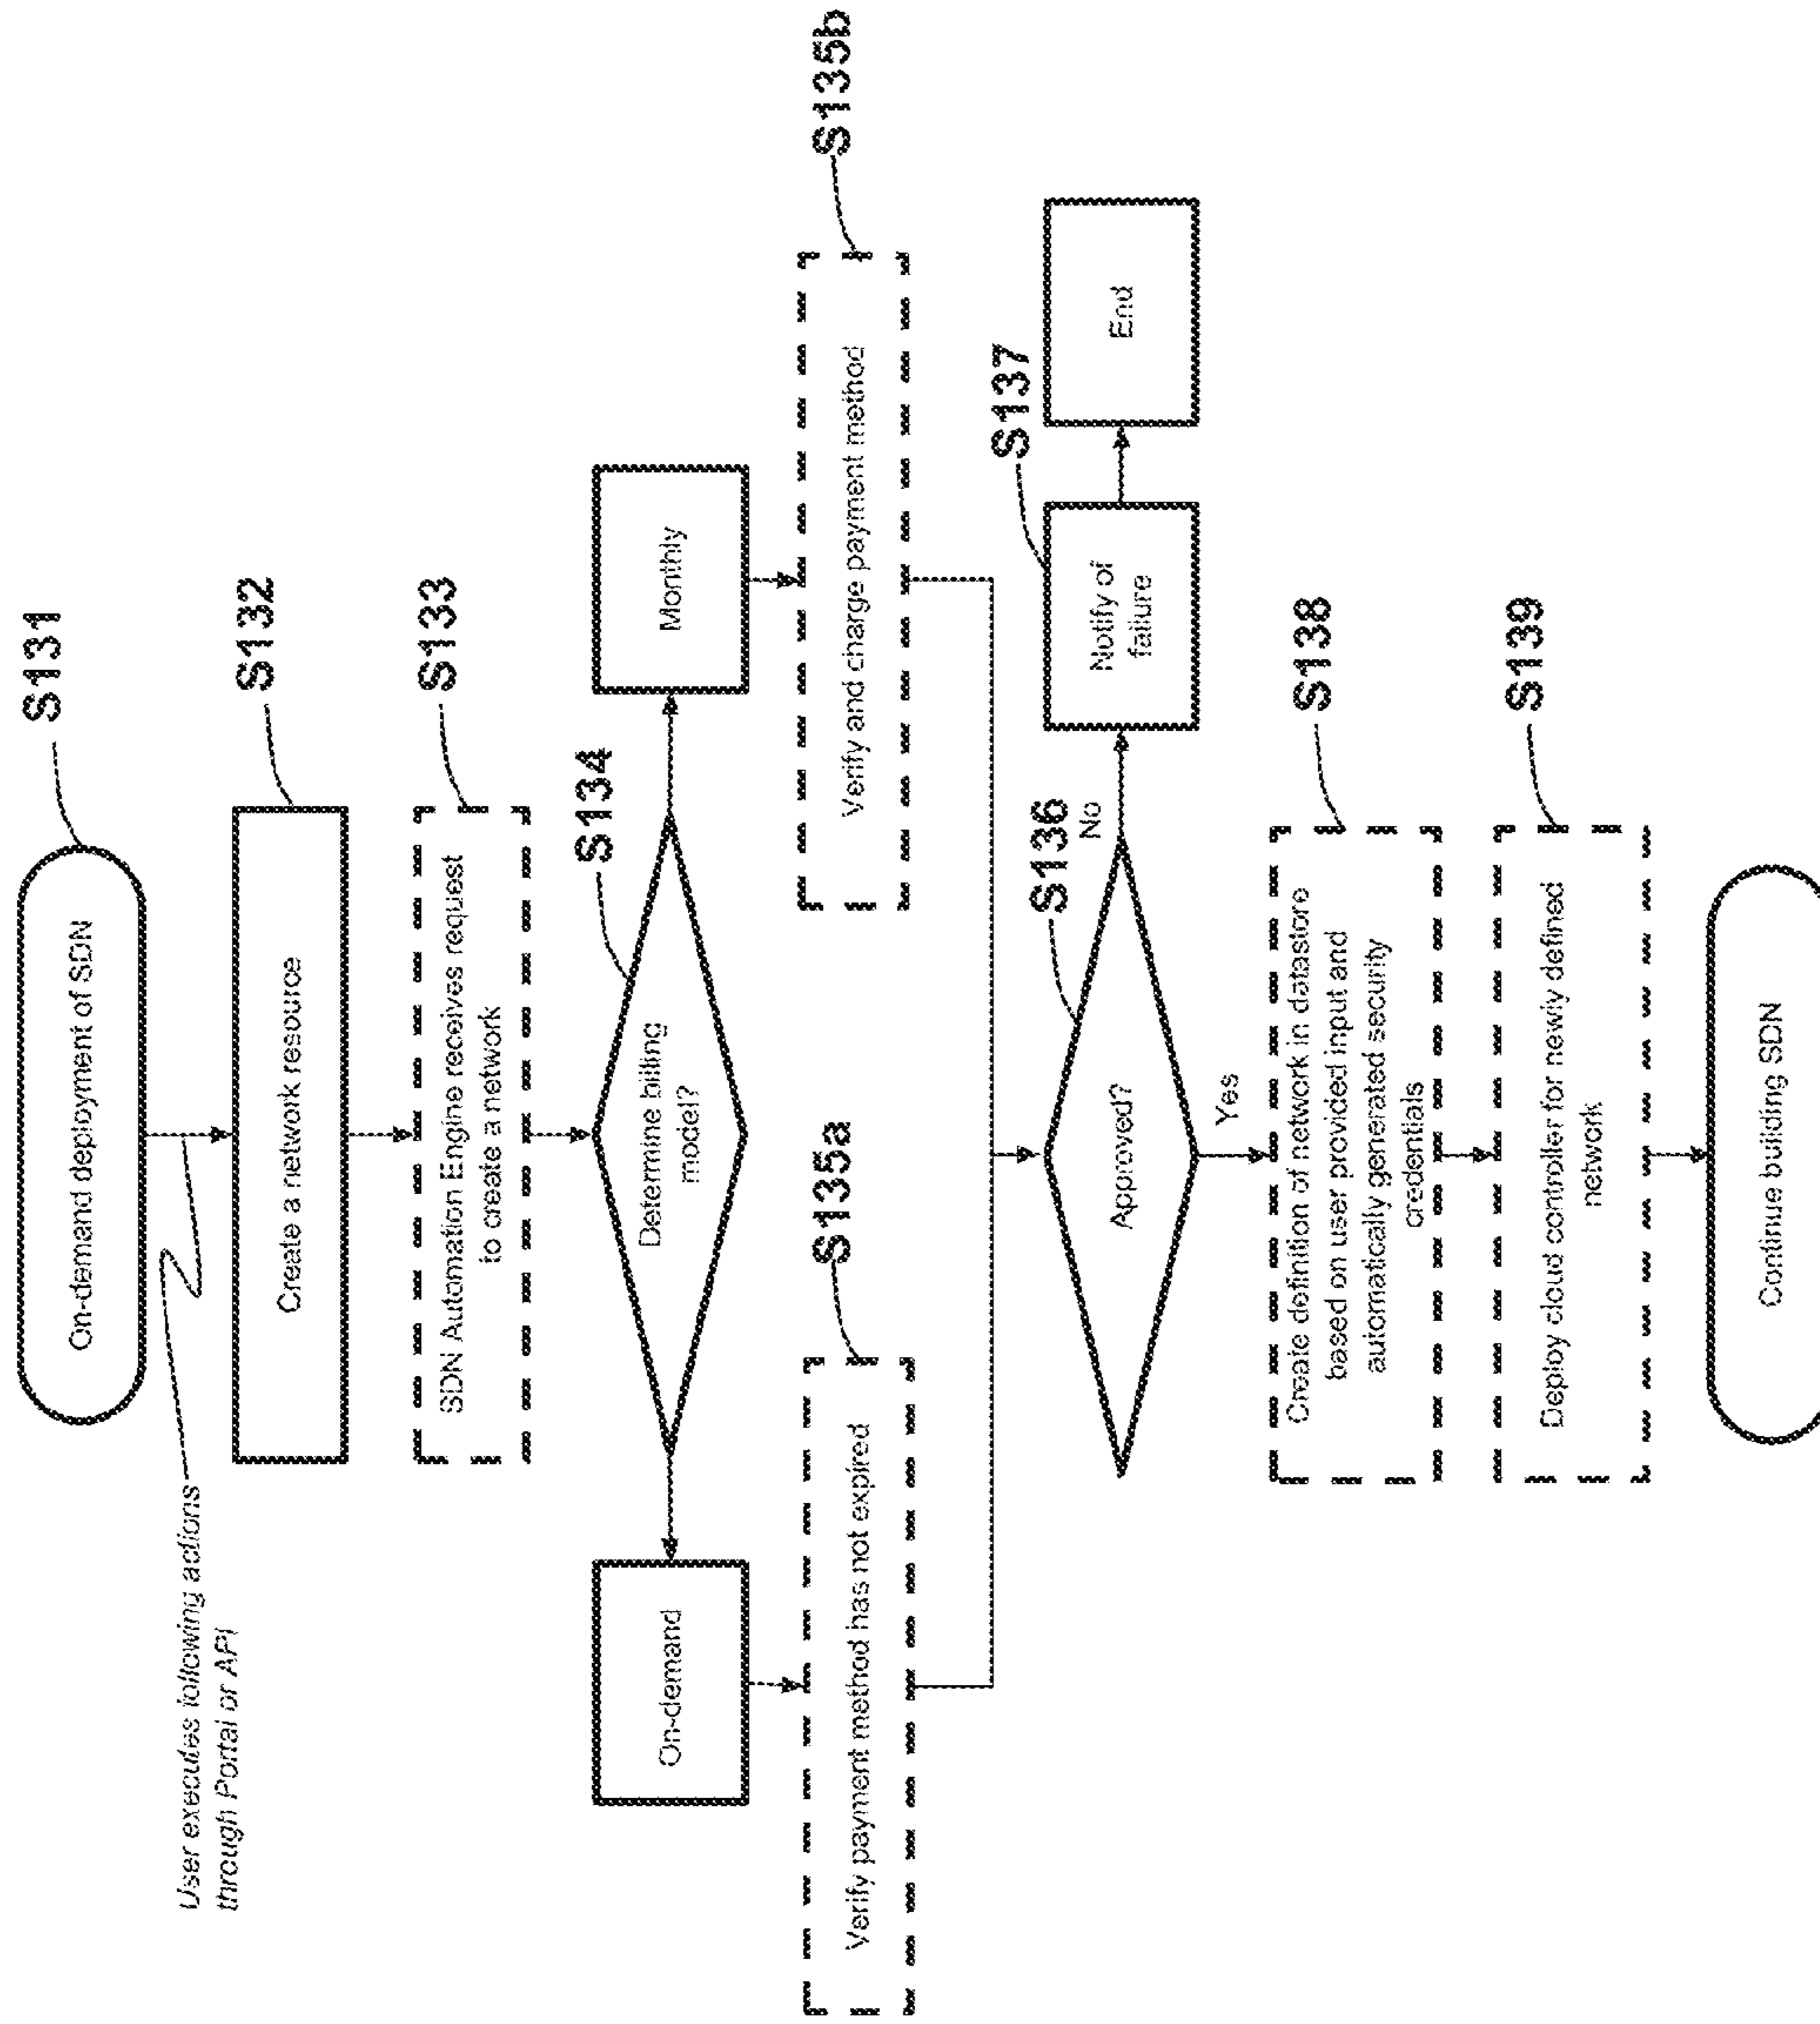 On-demand deployment of SDN
S131
User executes following actions
through Portal or API
Create a network resource
S132
SDN Automation Engine receives request
to create a network
S133
Determine billing
model?
S134
On-demand
Monthly
Verify payment method has not expired
S135a
Verify and charge payment method
S135b
Approved?
S136
No
Notify of
failure
S137
End
Yes
Create definition of network in datastore
based on user provided input and
automatically generated security
credentials
S138
Deploy cloud controller for newly defined
network
S139
Continue building SDN